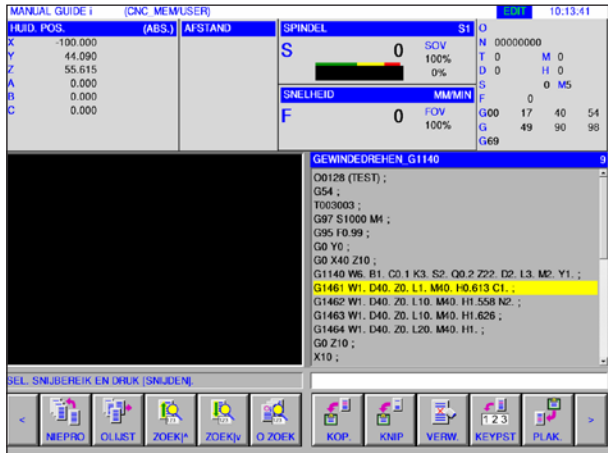 MANUAL GUIDE i (CNC_MEM/USER) EDIT 10:13:41
HUID. POS. (ABS.) AFSTAND SPINDEL S1
X -100.000
Y 44.090
Z 55.615
A 0.000
B 0.000
C 0.000
S 0 SOV
100%
0%
SNELHEID MM/MIN
F 0 FOV
100%
O
N 00000000
T 0 M 0
D 0 H 0
S 0 M5
F 0
G00 17 40 54
G 49 90 98
G69
GEWINDEDREHEN_G1140 9
O0128 (TEST) ;
G54 ;
T003003 ;
G97 S1000 M4 ;
G95 F0.99 ;
G0 Y0 ;
G0 X40 Z10 ;
G1140 W6. B1. C0.1 K3. S2. Q0.2 Z22. D2. L3. M2. Y1. ;
G1461 W1. D40. Z0. L1. M40. H0.613 C1. ;
G1462 W1. D40. Z0. L10. M40. H1.558 N2. ;
G1463 W1. D40. Z0. L10. M40. H1.626 ;
G1464 W1. D40. Z0. L20. M40. H1. ;
G0 Z10 ;
X10 ;
SEL. SNIJBEREIK EN DRUK [SNIJDEN].
< NIEPRO OLIJST ZOEK|^ ZOEK|v O ZOEK KOP. KNIP VERW. KEYPST PLAK. >